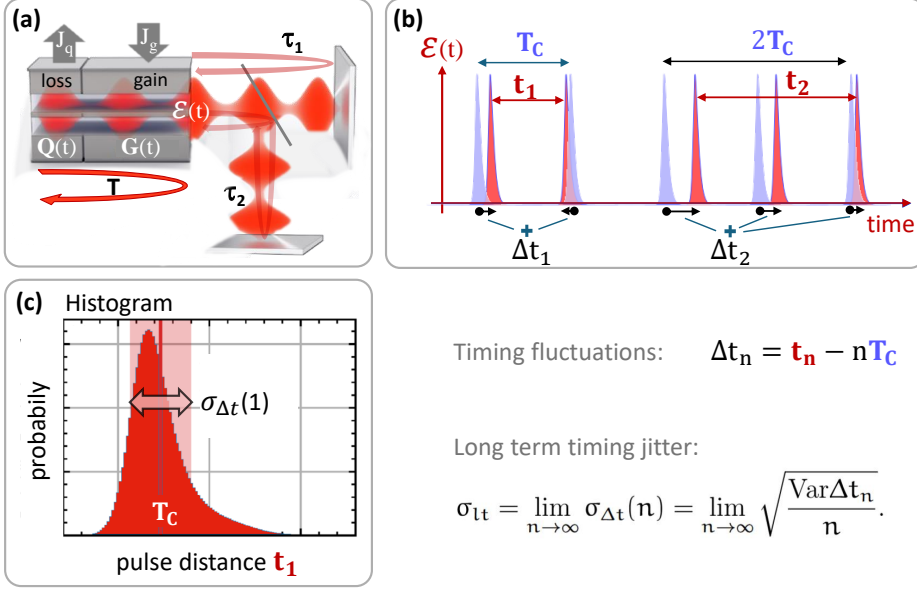 (a)
J_q
J_g
τ_1
loss
gain
ℰ(t)
Q(t)
G(t)
T
τ_2
(b)
ℰ(t)
T_C
2T_C
t_1
t_2
time
+
+
Δt_1
Δt_2
(c)
Histogram
σ_Δt(1)
probabily
T_C
pulse distance t_1
Timing fluctuations: Δt_n = t_n − nT_C
Long term timing jitter:
σ_lt = lim_{n→∞} σ_Δt(n) = lim_{n→∞} √(VarΔt_n / n).